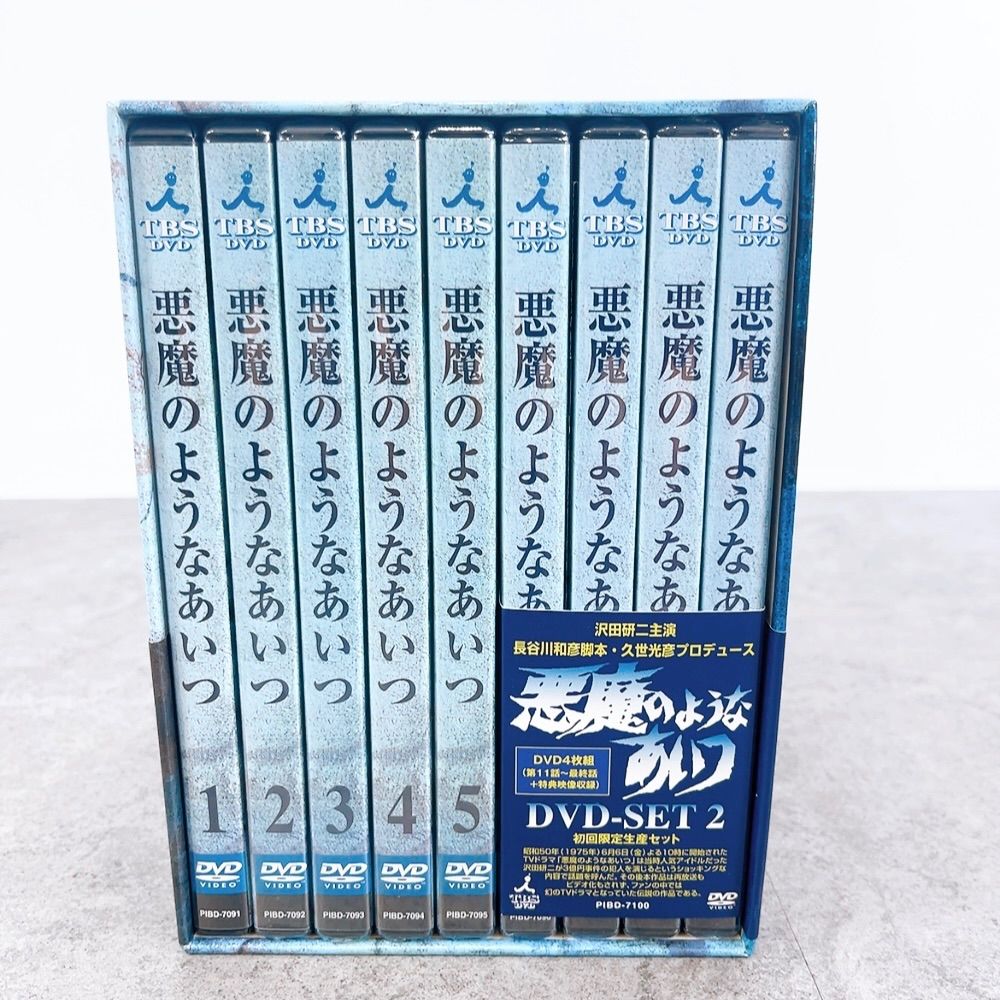 TBS
DVD
悪魔のようなあいつ
1
DVD
VIDEO
PIBD-7091
TBS
DVD
悪魔のようなあいつ
2
DVD
VIDEO
PIBD-7092
TBS
DVD
悪魔のようなあいつ
3
DVD
VIDEO
PIBD-7093
TBS
DVD
悪魔のようなあいつ
4
DVD
VIDEO
PIBD-7094
TBS
DVD
悪魔のようなあいつ
5
DVD
VIDEO
PIBD-7095
TBS
DVD
悪魔のようなあ
TBS
DVD
悪魔のようなあ
TBS
DVD
悪魔のようなあ
TBS
DVD
悪魔のようなあ
沢田研二主演
長谷川和彦脚本・久世光彦プロデュース
悪魔のような
あいつ
DVD4枚組
(第11話〜最終話
+特典映像収録)
DVD-SET 2
初回限定生産セット
昭和50年(1975年)6月6日(金)よる10時に開始された
TVドラマ「悪魔のようなあいつ」は当時人気アイドルだった
沢田研二が3億円事件の犯人を演じるというショッキングな
内容で話題を呼んだ。その後本作品は再放送も
ビデオ化もされず、ファンの中では
幻のTVドラマとなっていた伝説の作品である。
TBS
DVD
PIBD-7100
DVD
VIDEO